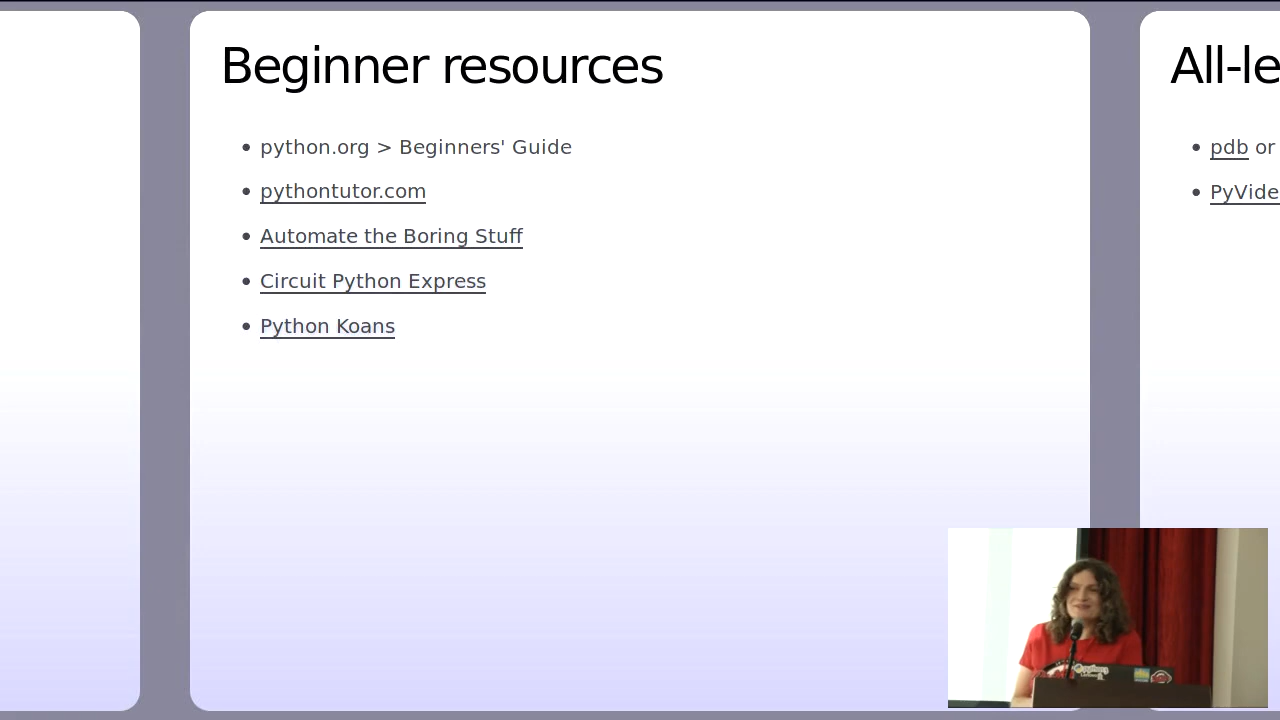 Beginner resources
python.org > Beginners' Guide
pythontutor.com
Automate the Boring Stuff
Circuit Python Express
Python Koans
All-le
pdb or
PyVide